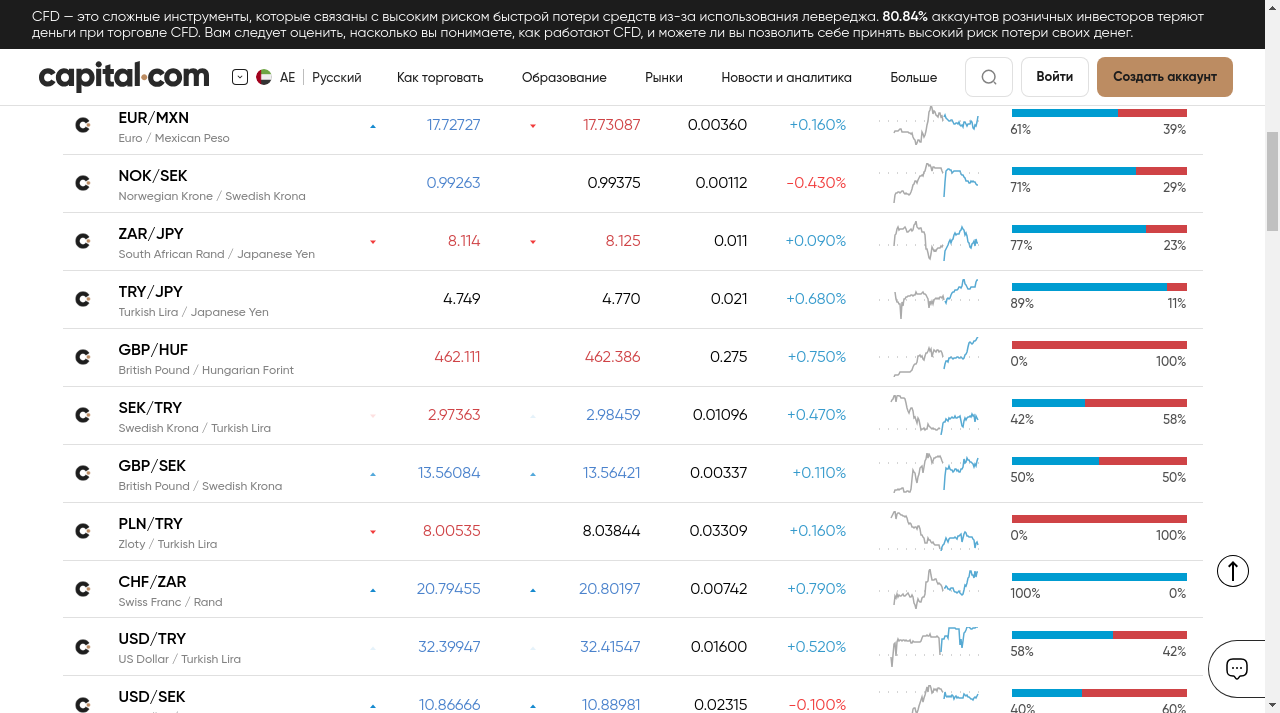 CFD — это сложные инструменты, которые связаны с высоким риском быстрой потери средств из-за использования левереджа. 80.84% аккаунтов розничных инвесторов теряют
деньги при торговле CFD. Вам следует оценить, насколько вы понимаете, как работают CFD, и можете ли вы позволить себе принять высокий риск потери своих денег.
capital.com AE Русский Как торговать Образование Рынки Новости и аналитика Больше Войти Создать аккаунт
EUR/MXN 17.72727 17.73087 0.00360 +0.160%
Euro / Mexican Peso 61% 39%
NOK/SEK 0.99263 0.99375 0.00112 -0.430%
Norwegian Krone / Swedish Krona 71% 29%
ZAR/JPY 8.114 8.125 0.011 +0.090%
South African Rand / Japanese Yen 77% 23%
TRY/JPY 4.749 4.770 0.021 +0.680%
Turkish Lira / Japanese Yen 89% 11%
GBP/HUF 462.111 462.386 0.275 +0.750%
British Pound / Hungarian Forint 0% 100%
SEK/TRY 2.97363 2.98459 0.01096 +0.470%
Swedish Krona / Turkish Lira 42% 58%
GBP/SEK 13.56084 13.56421 0.00337 +0.110%
British Pound / Swedish Krona 50% 50%
PLN/TRY 8.00535 8.03844 0.03309 +0.160%
Zloty / Turkish Lira 0% 100%
CHF/ZAR 20.79455 20.80197 0.00742 +0.790%
Swiss Franc / Rand 100% 0%
USD/TRY 32.39947 32.41547 0.01600 +0.520%
US Dollar / Turkish Lira 58% 42%
USD/SEK 10.86666 10.88981 0.02315 -0.100%
40% 60%